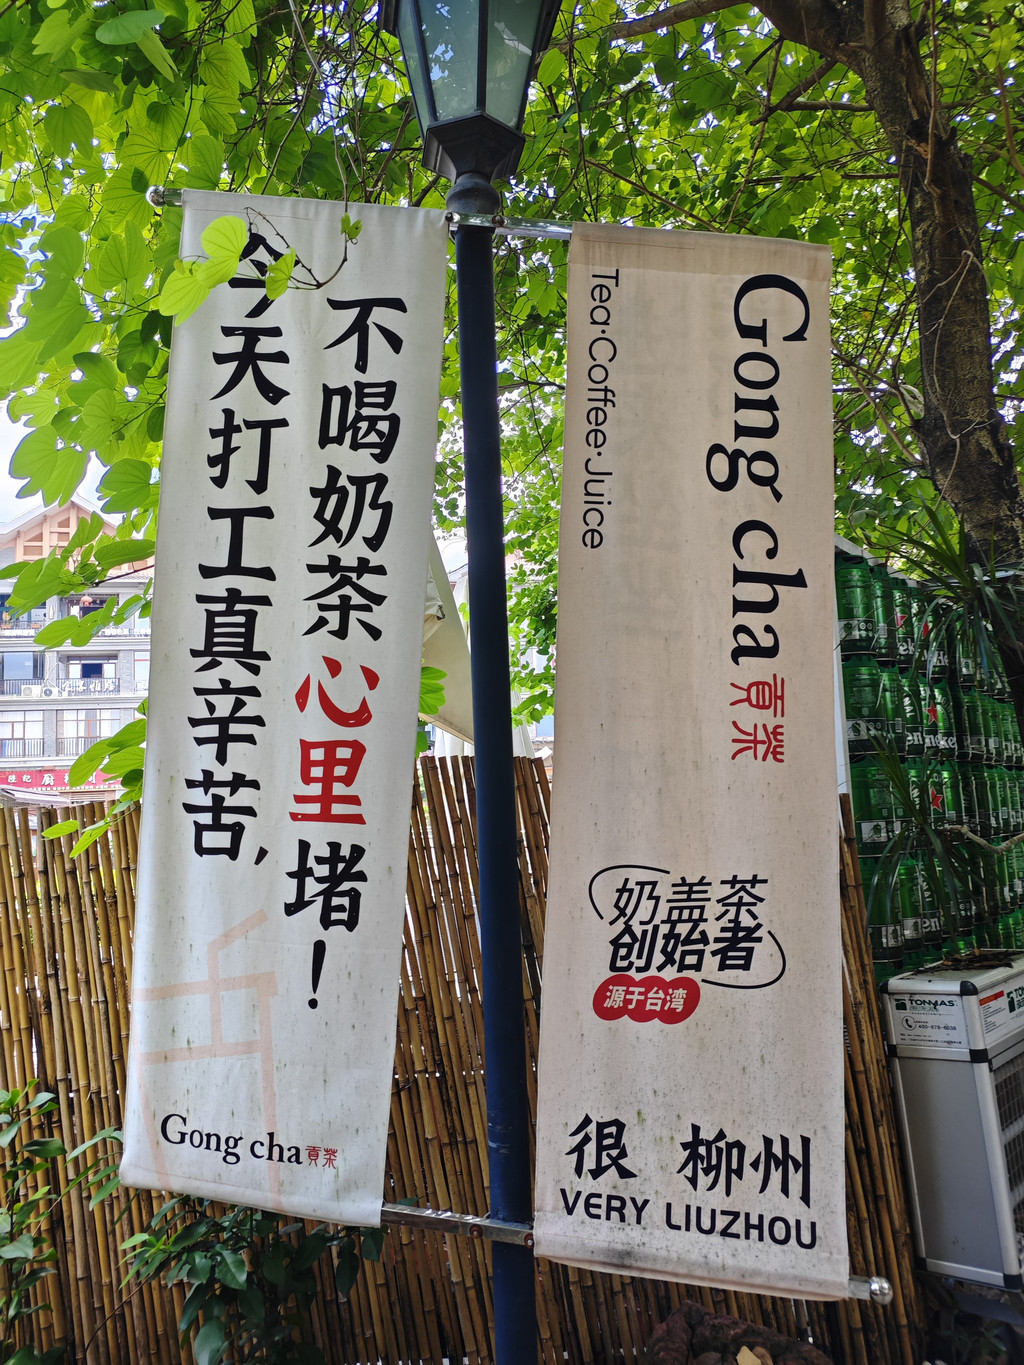 不喝奶茶心里堵！
今天打工真辛苦，
Gong cha 貢茶
Gong cha 貢茶
Tea·Coffee·Juice
奶盖茶
创始者
源于台湾
很 柳州
VERY LIUZHOU
TONMAS